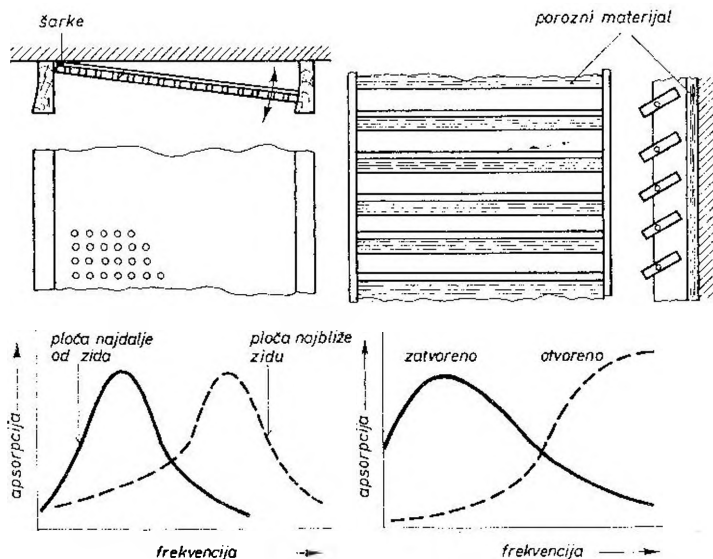 šarke
porozni materijal
ploča najdalje
od zida
ploča najbliže
zidu
apsorpcija
frekvencija
zatvoreno
otvoreno
apsorpcija
frekvencija